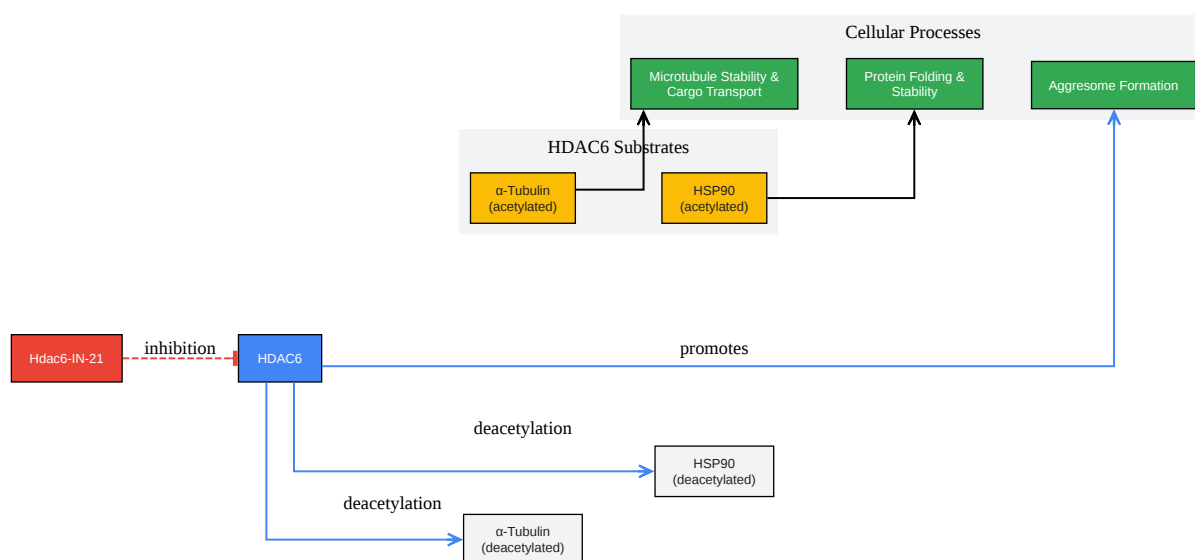 Cellular Processes
Microtubule Stability &
Cargo Transport
Protein Folding &
Stability
Aggresome Formation
HDAC6 Substrates
α-Tubulin
(acetylated)
HSP90
(acetylated)
Hdac6-IN-21
inhibition
HDAC6
promotes
deacetylation
HSP90
(deacetylated)
deacetylation
α-Tubulin
(deacetylated)